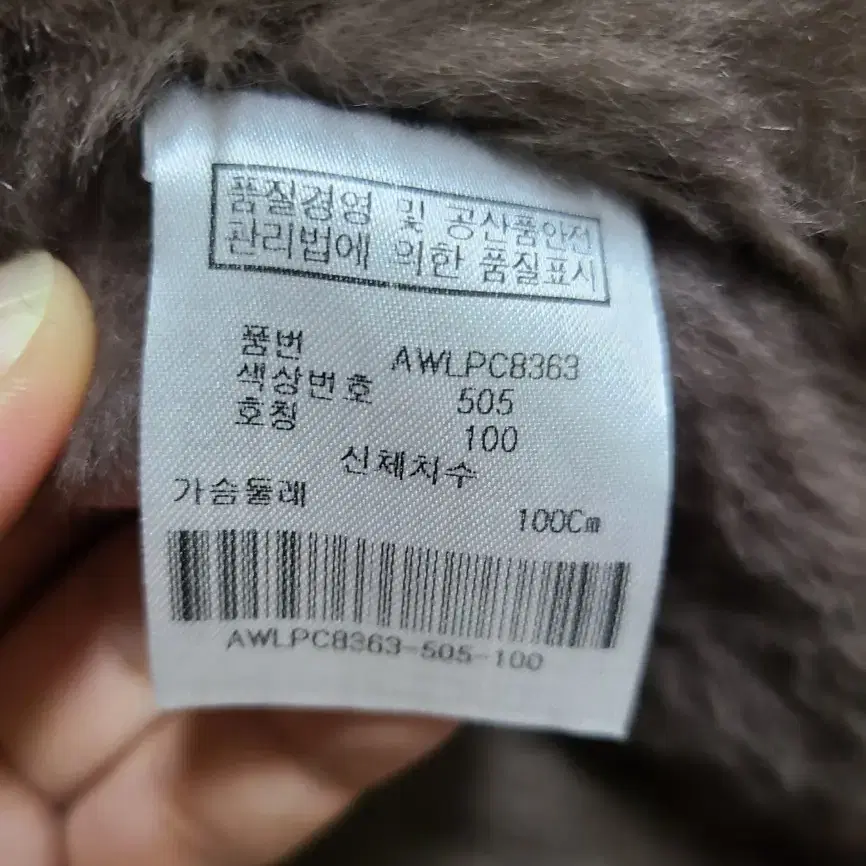 품질경영 및 공산품안전
관리법에 의한 품질표시
품번 AWLPC8363
색상번호 505
호칭 100
신체치수
가슴둘레 100Cm
AWLPC8363-505-100